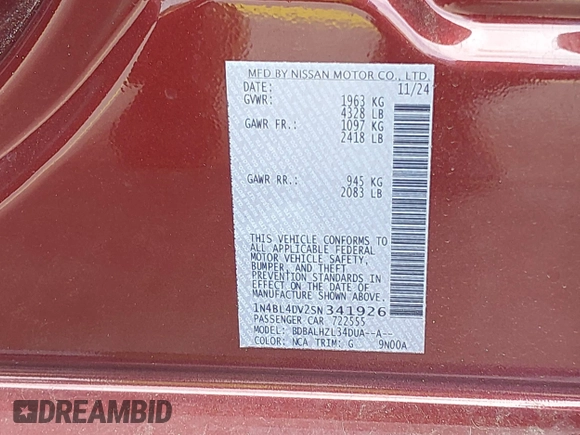 MFD BY NISSAN MOTOR CO., LTD.
DATE: 11/24
GVWR: 1963 KG
4328 LB
GAWR FR.: 1097 KG
2418 LB
GAWR RR.: 945 KG
2083 LB
THIS VEHICLE CONFORMS TO
ALL APPLICABLE FEDERAL
MOTOR VEHICLE SAFETY,
BUMPER, AND THEFT
PREVENTION STANDARDS IN
EFFECT ON THE DATE OF
MANUFACTURE SHOWN ABOVE.
1N4BL4DV2SN341926
PASSENGER CAR 722555
MODEL: BDBALHZL34DUA--A--
COLOR: NCA TRIM: G 9N00A
DREAMBID